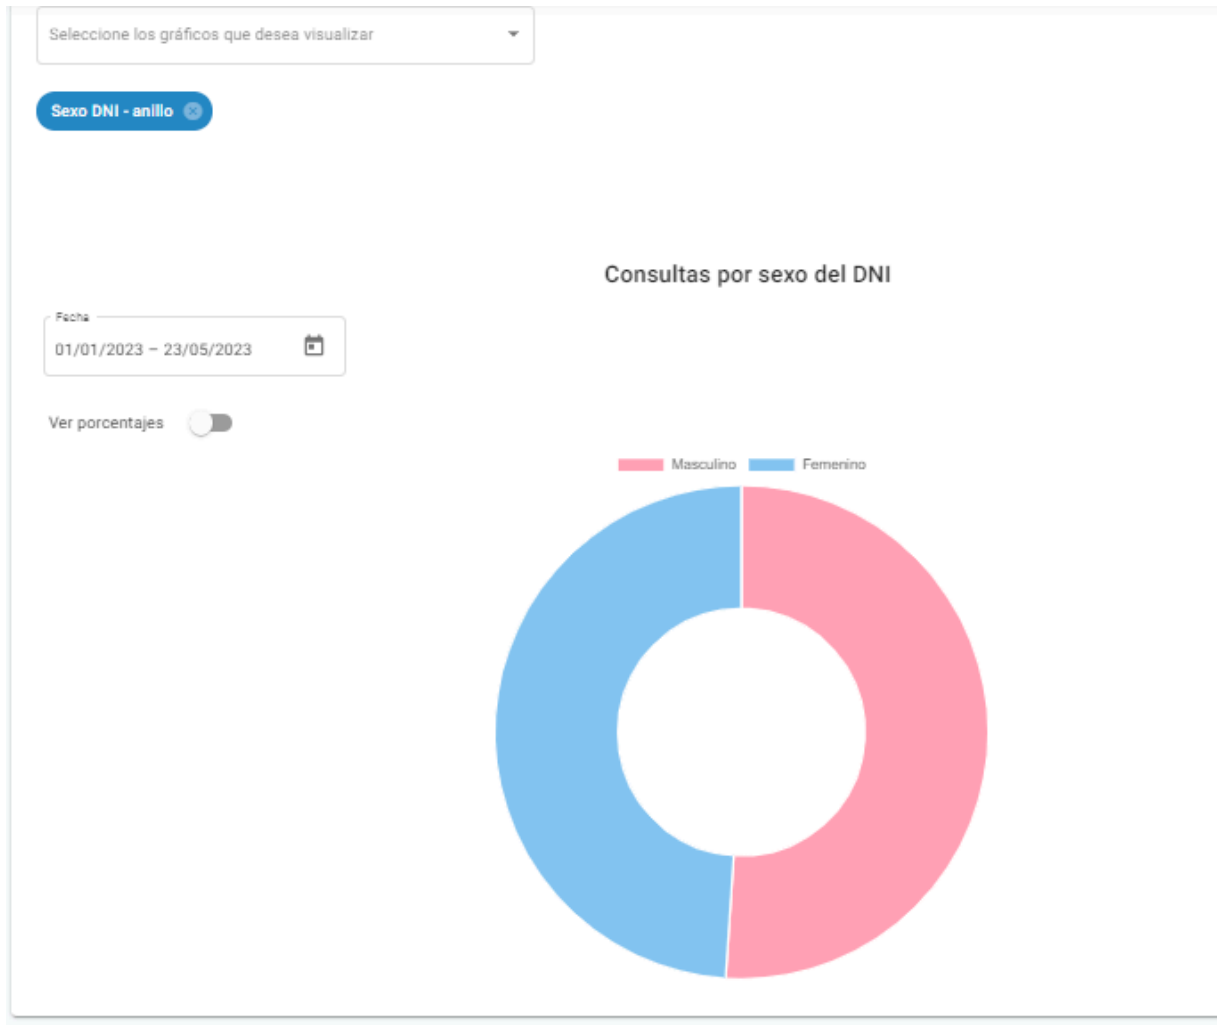 Seleccione los gráficos que desea visualizar
Sexo DNI - anillo
Consultas por sexo del DNI
Fecha
01/01/2023 – 23/05/2023
Ver porcentajes
Masculino Femenino